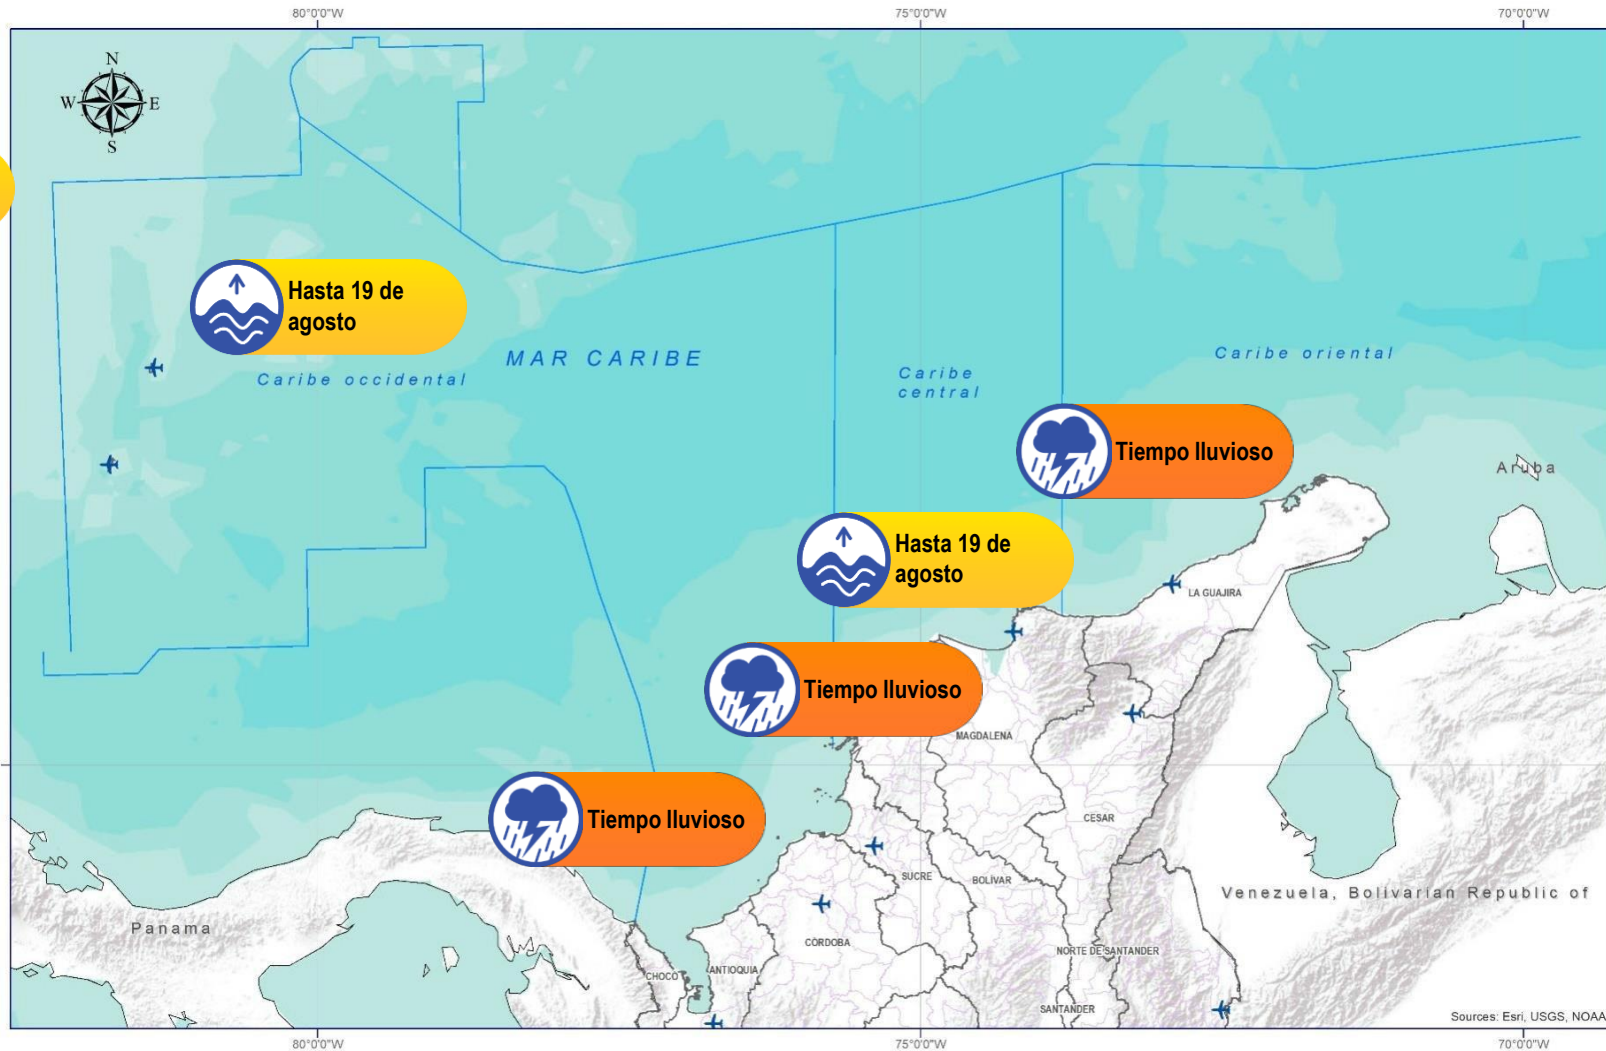 80°0'0"W
75°0'0"W
70°0'0"W
N
W
E
S
Hasta 19 de
agosto
MAR CARIBE
Caribe occidental
Caribe
central
Caribe oriental
Tiempo lluvioso
Aruba
Hasta 19 de
agosto
LA GUAJIRA
Tiempo lluvioso
MAGDALENA
Tiempo lluvioso
CESAR
SUCRE
BOLÍVAR
Venezuela, Bolivarian Republic of
Panama
CÓRDOBA
NORTE DE SANTANDER
CHOCÓ
ANTIOQUIA
SANTANDER
Sources: Esri, USGS, NOAA
80°0'0"W
75°0'0"W
70°0'0"W